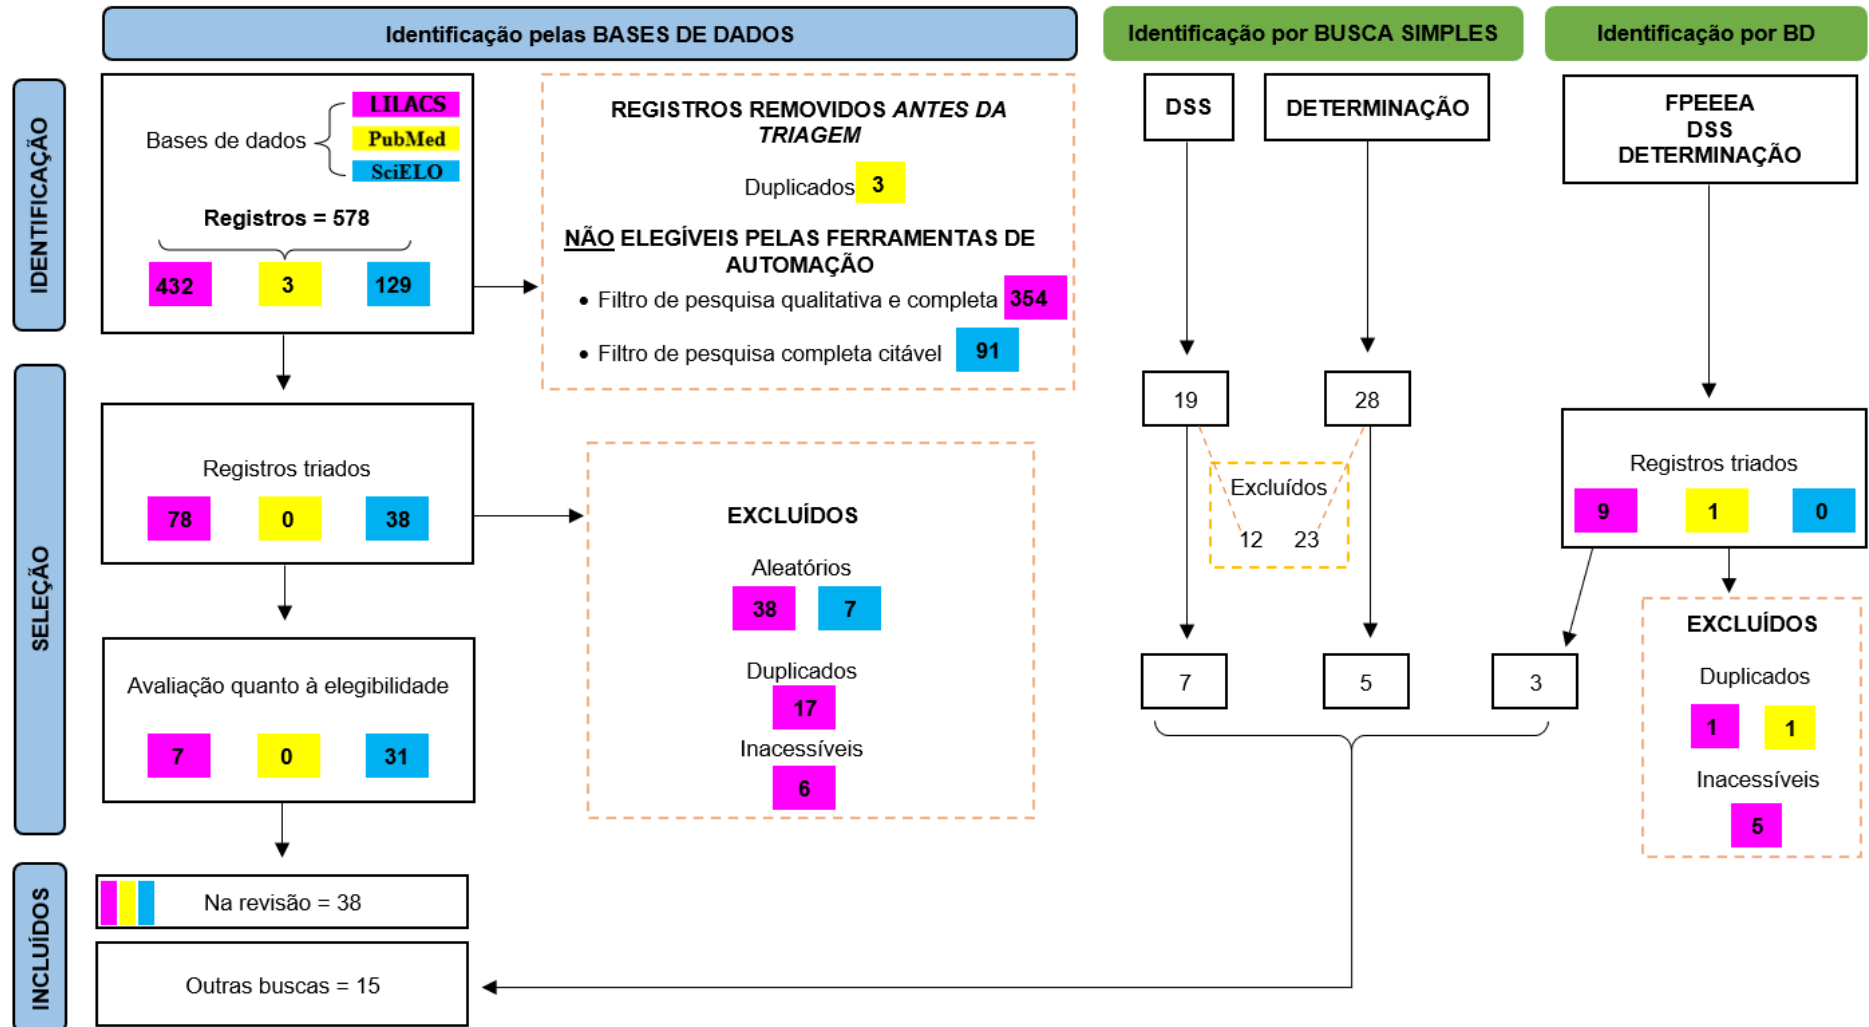 Identificação pelas BASES DE DADOS
Identificação por BUSCA SIMPLES
Identificação por BD
IDENTIFICAÇÃO
Bases de dados
LILACS
PubMed
SciELO
Registros = 578
432
3
129
REGISTROS REMOVIDOS ANTES DA
TRIAGEM
Duplicados 3
NÃO ELEGÍVEIS PELAS FERRAMENTAS DE
AUTOMAÇÃO
• Filtro de pesquisa qualitativa e completa 354
• Filtro de pesquisa completa citável 91
DSS
DETERMINAÇÃO
FPEEEA
DSS
DETERMINAÇÃO
SELEÇÃO
Registros triados
78
0
38
EXCLUÍDOS
Aleatórios
38
7
Duplicados
17
Inacessíveis
6
Avaliação quanto à elegibilidade
7
0
31
19
28
Excluídos
12
23
7
5
3
Registros triados
9
1
0
EXCLUÍDOS
Duplicados
1
1
Inacessíveis
5
INCLUÍDOS
Na revisão = 38
Outras buscas = 15